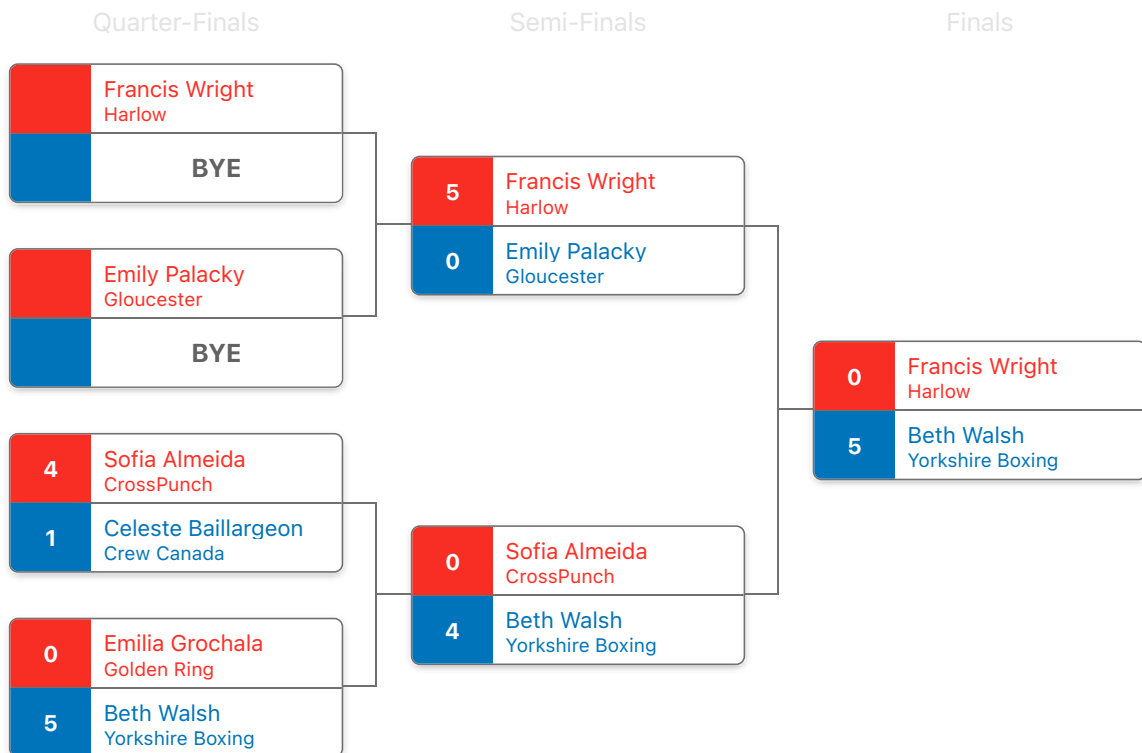 Quarter-Finals
Semi-Finals
Finals
Francis Wright
Harlow
BYE
Emily Palacky
Gloucester
BYE
4
Sofia Almeida
CrossPunch
1
Celeste Baillargeon
Crew Canada
0
Emilia Grochala
Golden Ring
5
Beth Walsh
Yorkshire Boxing
5
Francis Wright
Harlow
0
Emily Palacky
Gloucester
0
Sofia Almeida
CrossPunch
4
Beth Walsh
Yorkshire Boxing
0
Francis Wright
Harlow
5
Beth Walsh
Yorkshire Boxing